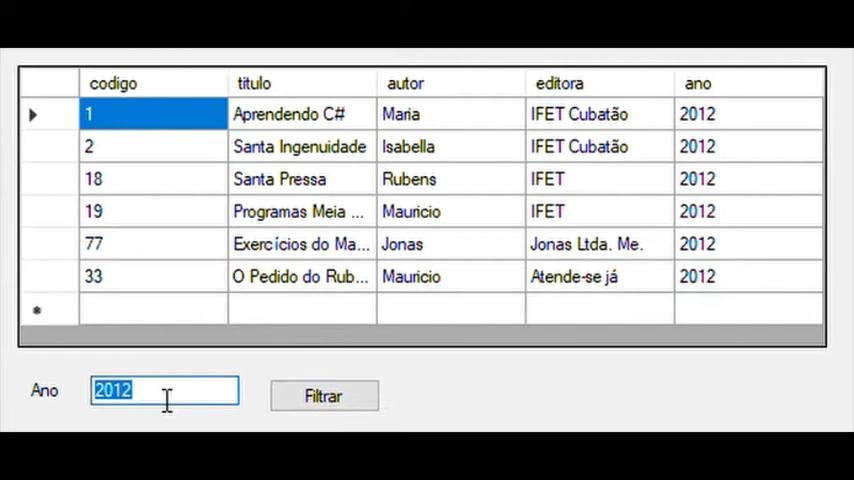 codigo titulo autor editora ano
1 Aprendendo C# Maria IFET Cubatão 2012
2 Santa Ingenuidade Isabella IFET Cubatão 2012
18 Santa Pressa Rubens IFET 2012
19 Programas Meia ... Mauricio IFET 2012
77 Exercícios do Ma... Jonas Jonas Ltda. Me. 2012
33 O Pedido do Rub... Mauricio Atende-se já 2012
Ano 2012 Filtrar